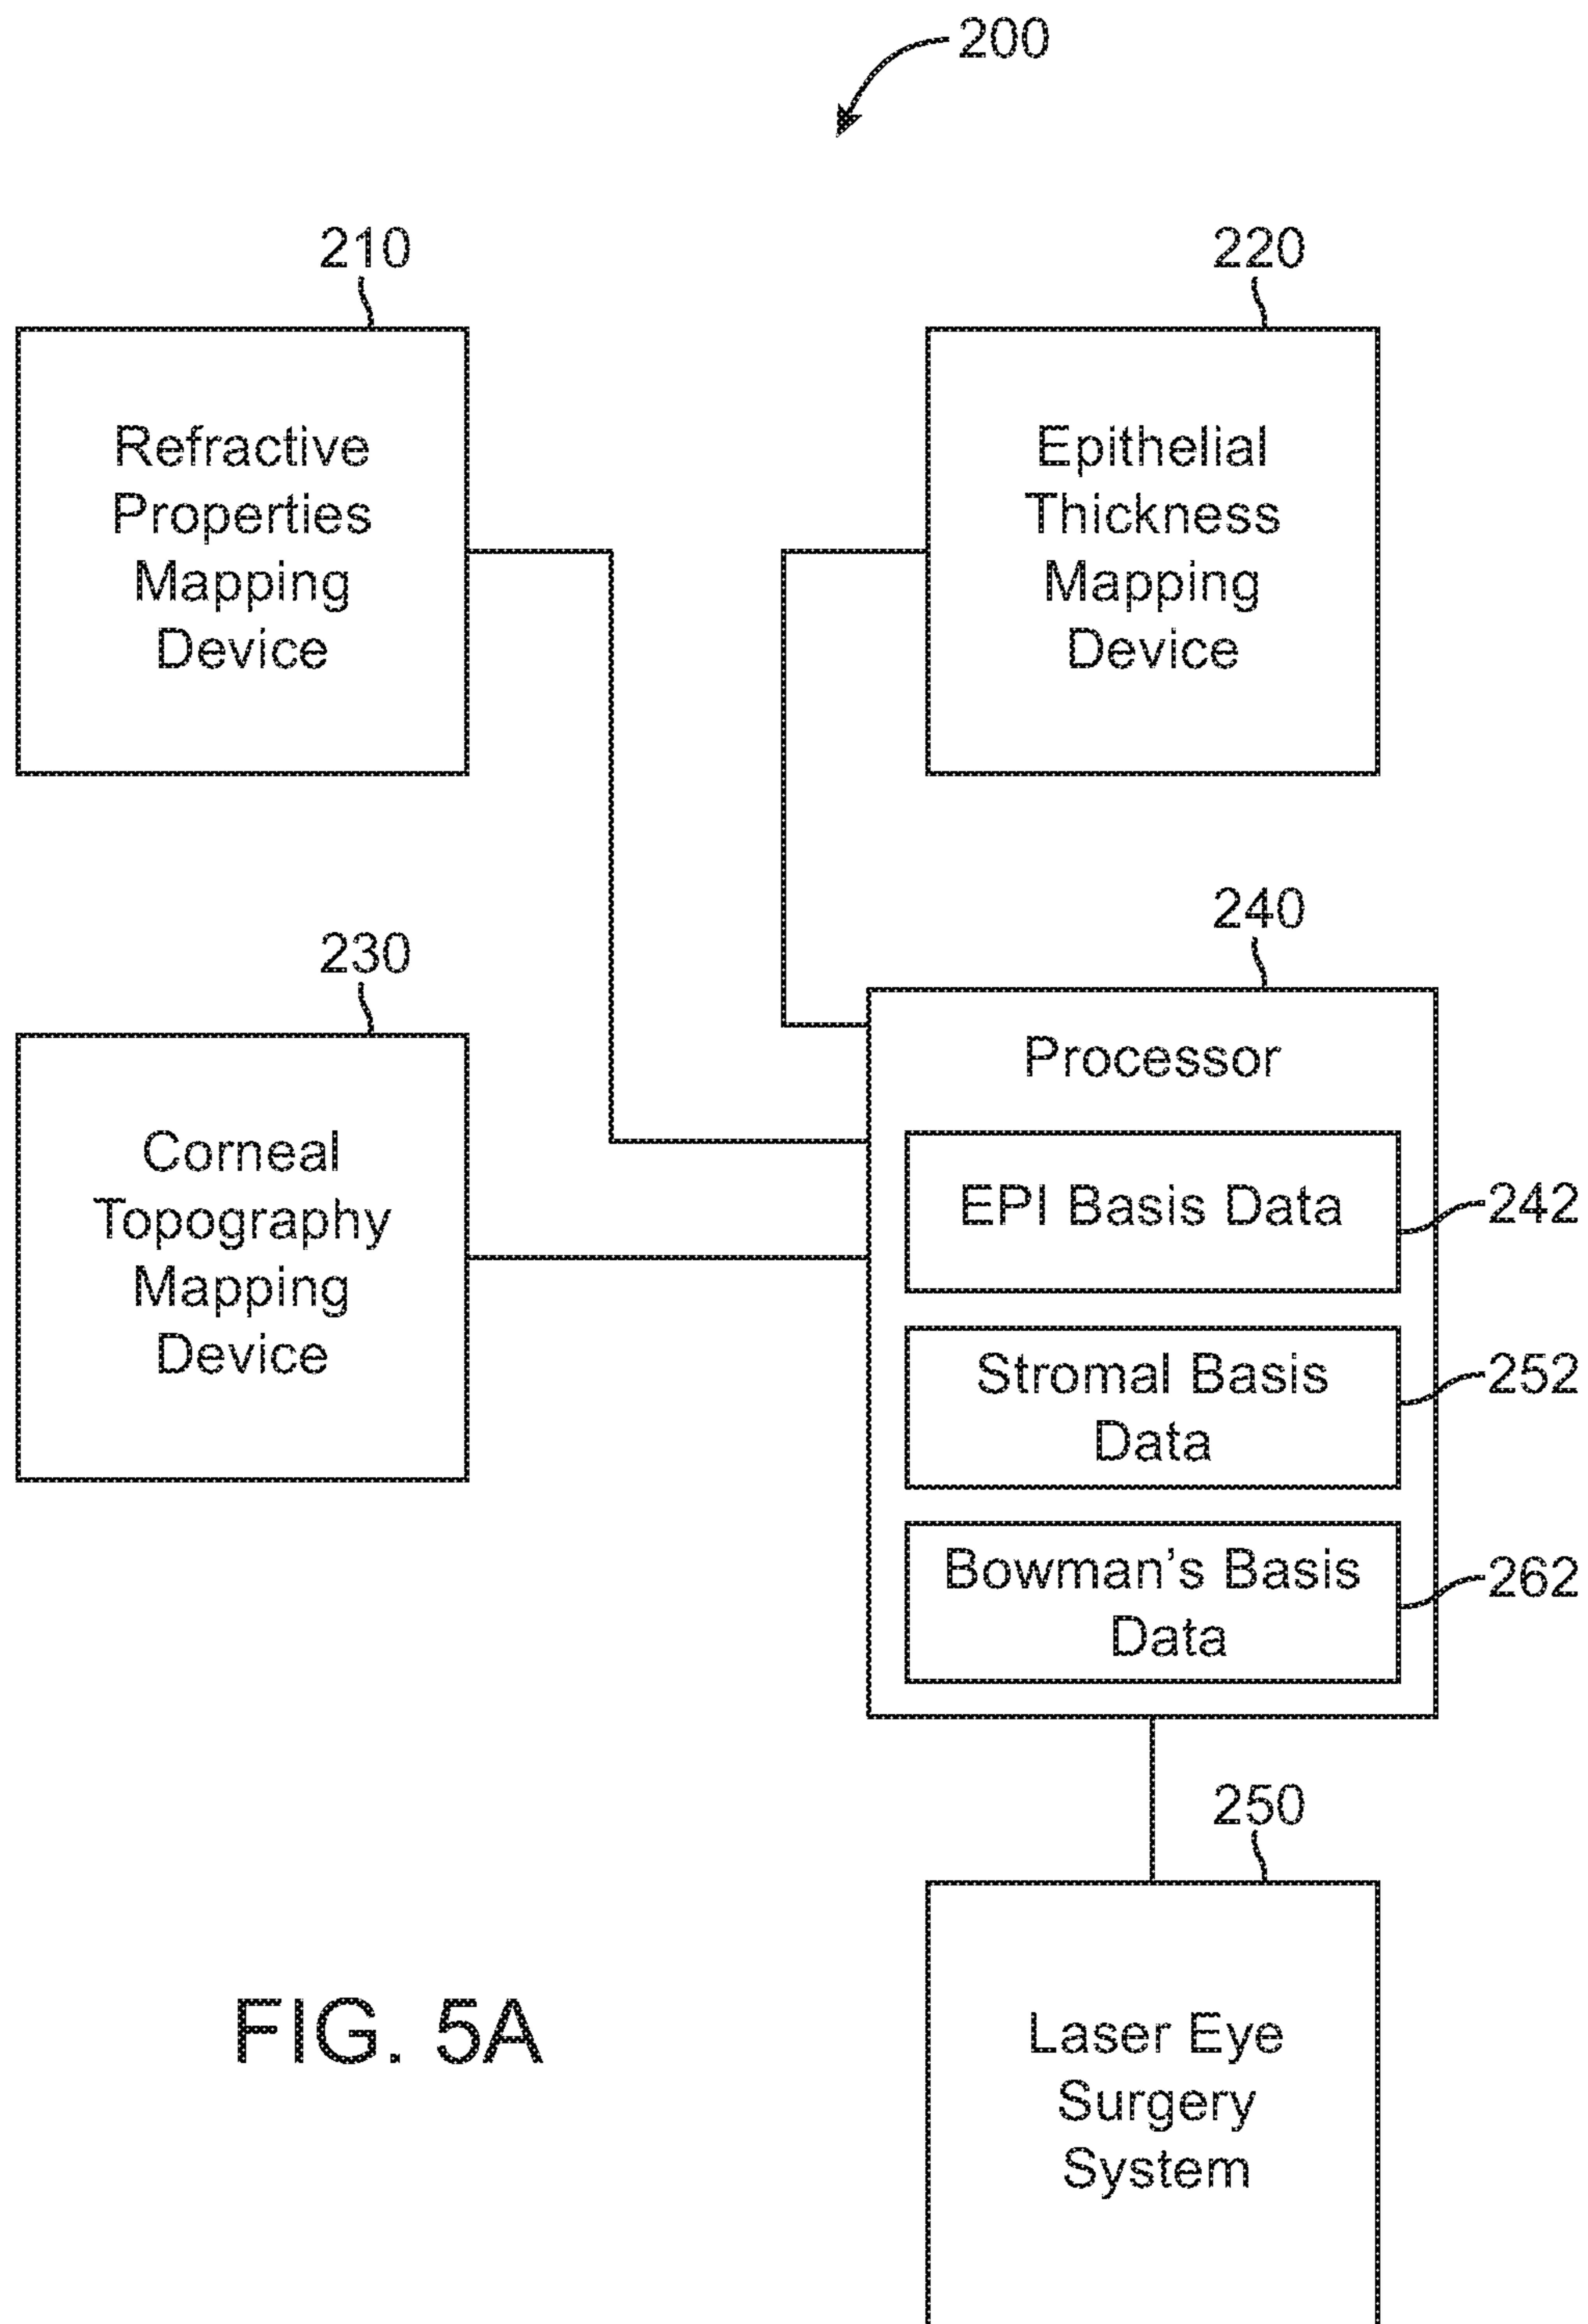 200
210
Refractive
Properties
Mapping
Device
220
Epithelial
Thickness
Mapping
Device
230
Corneal
Topography
Mapping
Device
240
Processor
EPI Basis Data
242
Stromal Basis
Data
252
Bowman's Basis
Data
262
250
Laser Eye
Surgery
System
FIG. 5A